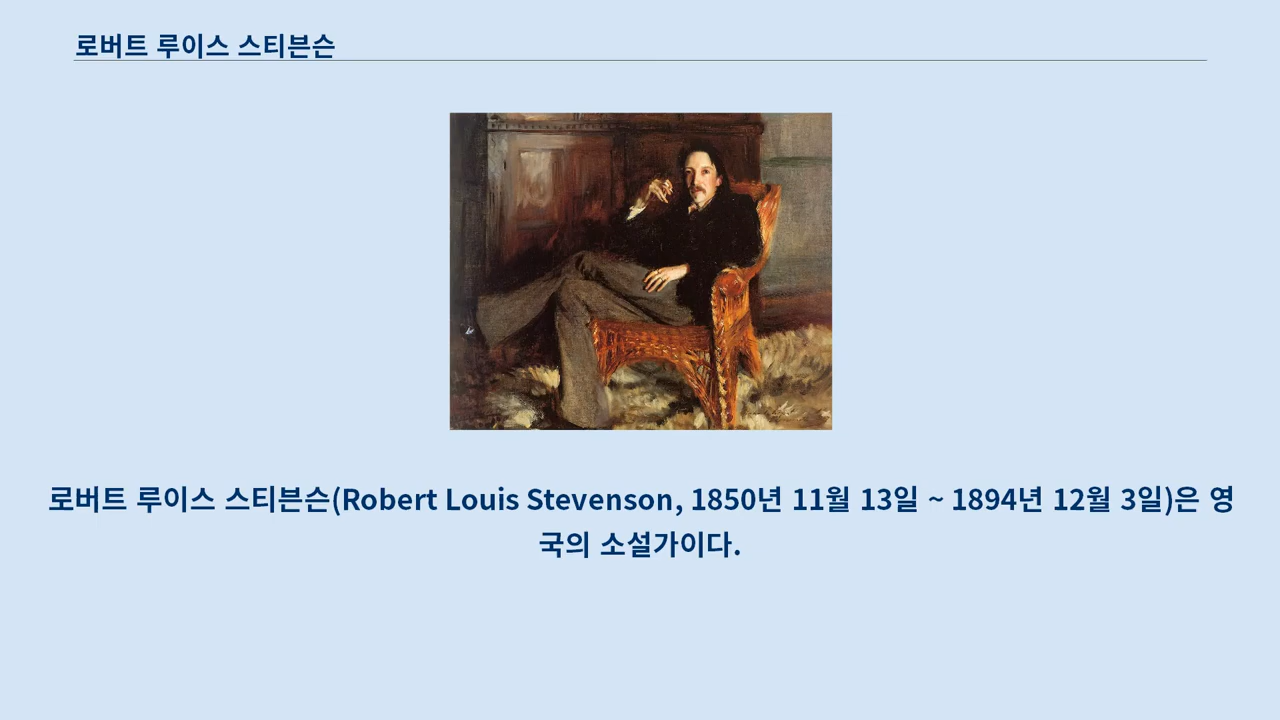 로버트 루이스 스티븐슨
로버트 루이스 스티븐슨(Robert Louis Stevenson, 1850년 11월 13일 ~ 1894년 12월 3일)은 영
국의 소설가이다.